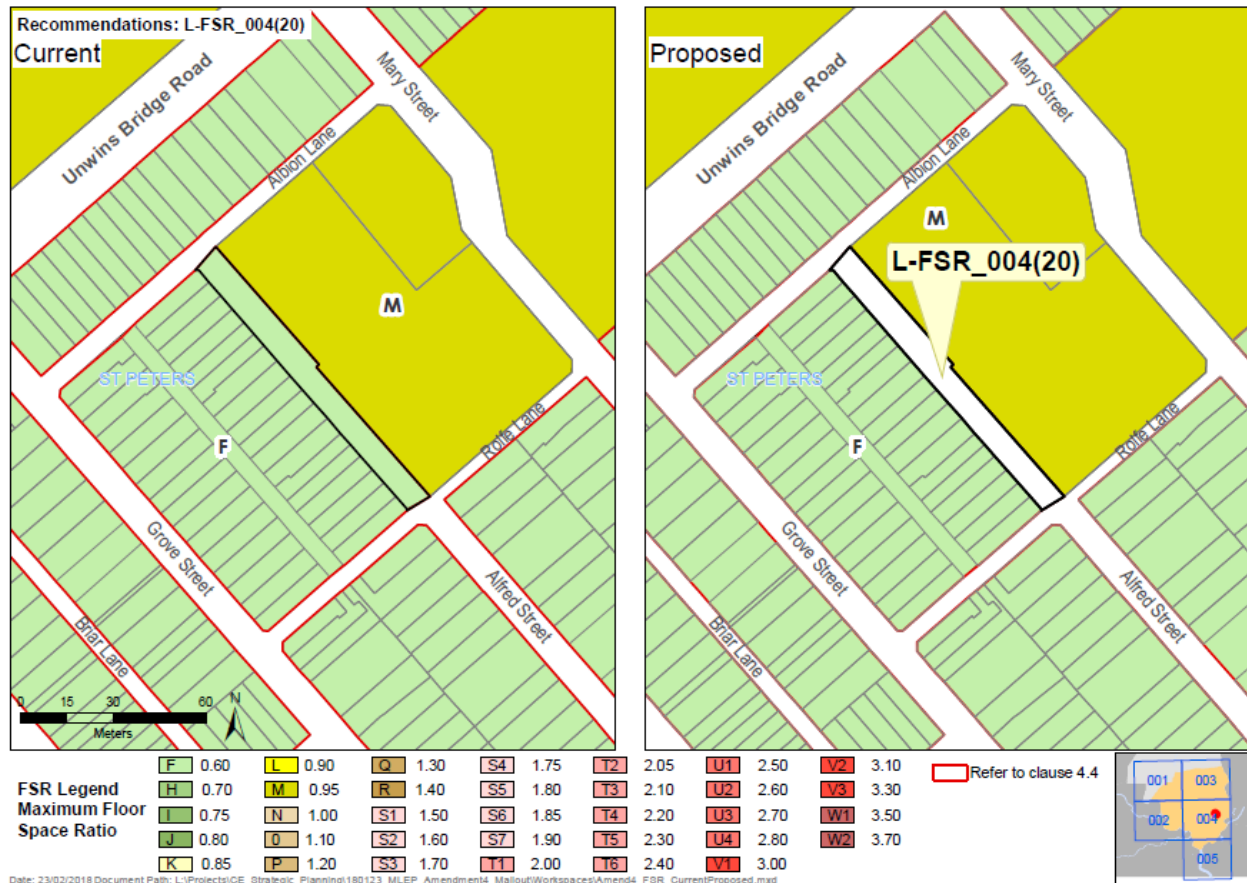 Recommendations: L-FSR_004(20)
Current
Unwins Bridge Road
Mary Street
Albion Lane
M
ST PETERS
F
Rolfe Lane
Grove Street
Alfred Street
Briar Lane
0 15 30 60
Meters
N
Proposed
Unwins Bridge Road
Mary Street
Albion Lane
M
L-FSR_004(20)
ST PETERS
F
Rolfe Lane
Grove Street
Alfred Street
Briar Lane
FSR Legend
Maximum Floor
Space Ratio
F 0.60
H 0.70
I 0.75
J 0.80
K 0.85
L 0.90
M 0.95
N 1.00
0 1.10
P 1.20
Q 1.30
R 1.40
S1 1.50
S2 1.60
S3 1.70
S4 1.75
S5 1.80
S6 1.85
S7 1.90
T1 2.00
T2 2.05
T3 2.10
T4 2.20
T5 2.30
T6 2.40
U1 2.50
U2 2.60
U3 2.70
U4 2.80
V1 3.00
V2 3.10
V3 3.30
W1 3.50
W2 3.70
Refer to clause 4.4
001
003
002
004
005
Date: 23/02/2018 Document Path: L:\Projects\CE_Strategic_Planning\180123_MLEP_Amendment4_Mailout\Workspaces\Amend4_FSR_CurrentProposed.mxd